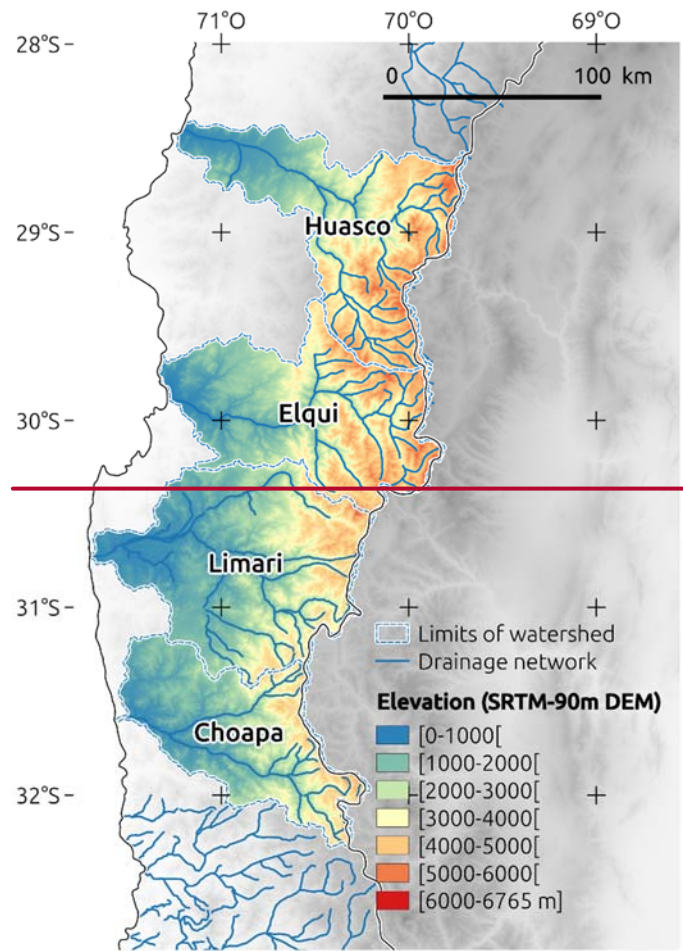 71°O 70°O 69°O
28°S
0 100 km
29°S
Huasco
30°S
Elqui
Limari
31°S
Limits of watershed
Drainage network
Elevation (SRTM-90m DEM)
Choapa
[0-1000[
[1000-2000[
32°S
[2000-3000[
[3000-4000[
[4000-5000[
[5000-6000[
[6000-6765 m]